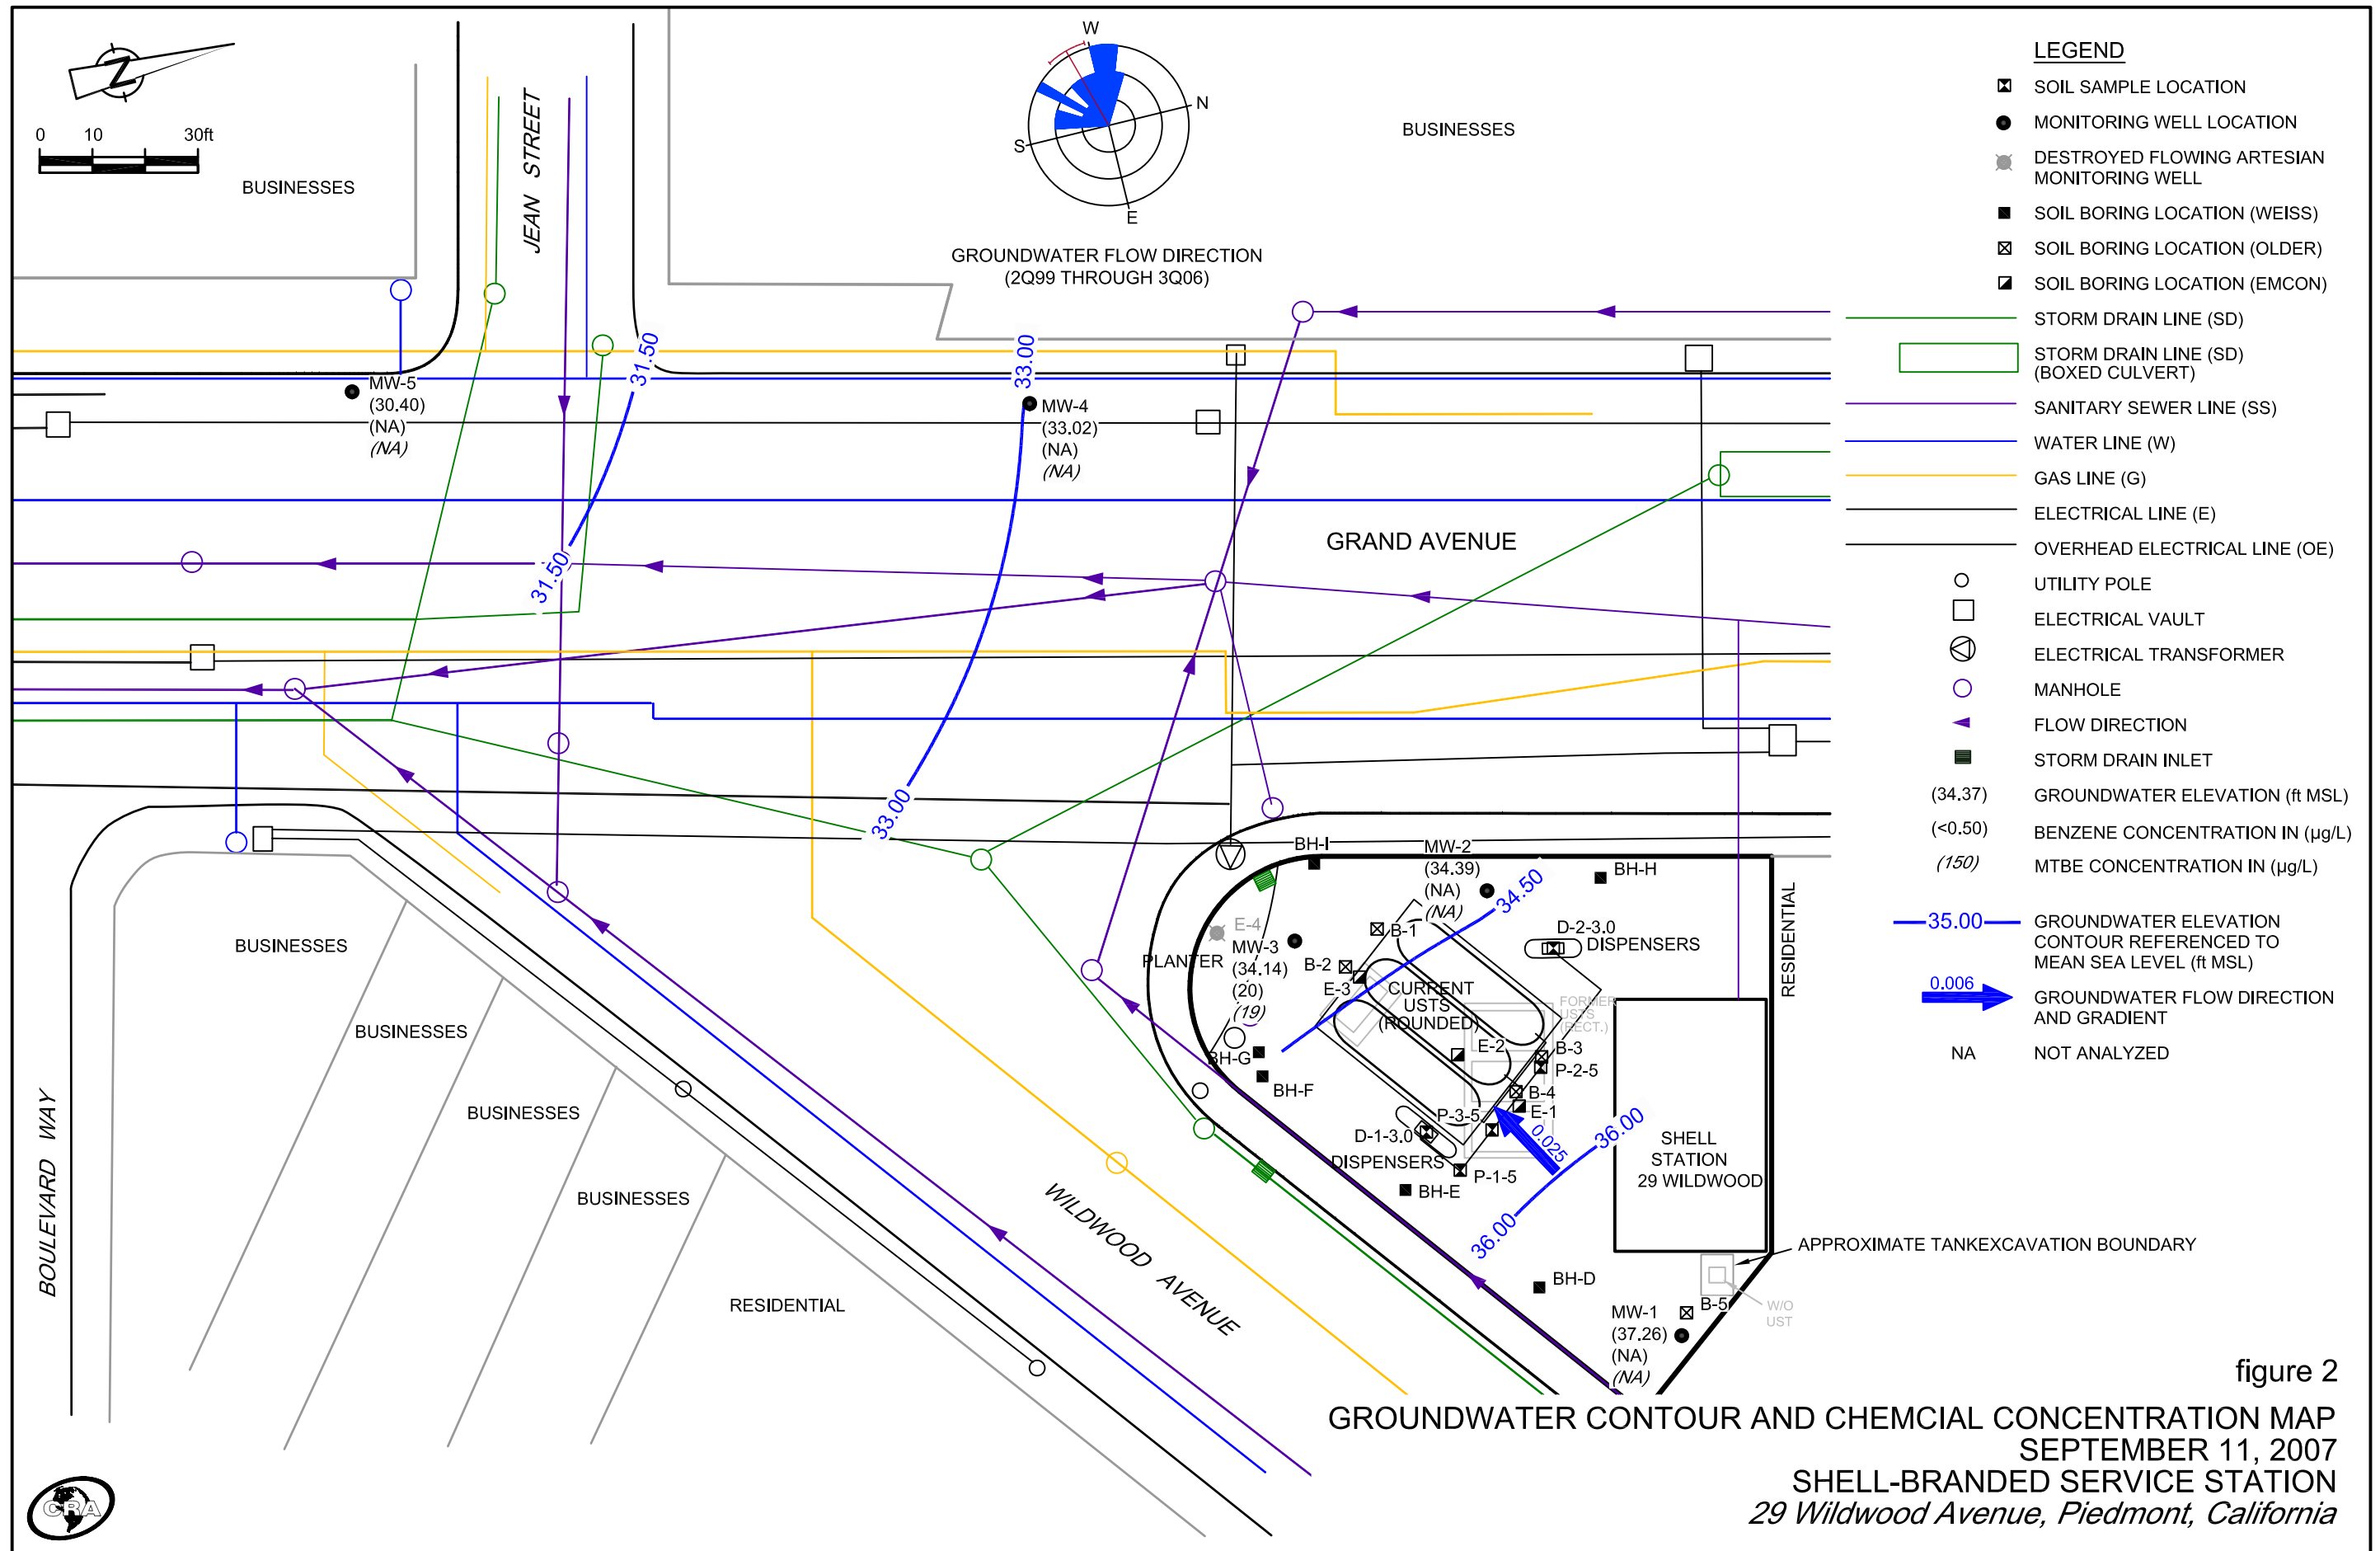 Z
0 10 30ft
BUSINESSES
JEAN STREET
W
N
S
E
GROUNDWATER FLOW DIRECTION
(2Q99 THROUGH 3Q06)
BUSINESSES
31.50
33.00
MW-5
(30.40)
(NA)
(NA)
MW-4
(33.02)
(NA)
(NA)
GRAND AVENUE
31.50
33.00
BH-I
MW-2
(34.39)
(NA)
(NA)
34.50
BH-H
RESIDENTIAL
E-4
B-1
D-2-3.0
DISPENSERS
MW-3
(34.14)
(20)
(19)
PLANTER
B-2
E-3
CURRENT
USTS
(ROUNDED)
FORMER
USTS
(RECT.)
E-2
B-3
P-2-5
BH-G
BH-F
B-4
E-1
P-3-5
D-1-3.0
0.025
36.00
DISPENSERS
P-1-5
BH-E
36.00
SHELL
STATION
29 WILDWOOD
BH-D
APPROXIMATE TANKEXCAVATION BOUNDARY
B-5
W/O
UST
MW-1
(37.26)
(NA)
(NA)
BUSINESSES
BUSINESSES
BUSINESSES
BUSINESSES
RESIDENTIAL
BOULEVARD WAY
WILDWOOD AVENUE
CRA
LEGEND
SOIL SAMPLE LOCATION
MONITORING WELL LOCATION
DESTROYED FLOWING ARTESIAN
MONITORING WELL
SOIL BORING LOCATION (WEISS)
SOIL BORING LOCATION (OLDER)
SOIL BORING LOCATION (EMCON)
STORM DRAIN LINE (SD)
STORM DRAIN LINE (SD)
(BOXED CULVERT)
SANITARY SEWER LINE (SS)
WATER LINE (W)
GAS LINE (G)
ELECTRICAL LINE (E)
OVERHEAD ELECTRICAL LINE (OE)
UTILITY POLE
ELECTRICAL VAULT
ELECTRICAL TRANSFORMER
MANHOLE
FLOW DIRECTION
STORM DRAIN INLET
(34.37) GROUNDWATER ELEVATION (ft MSL)
(<0.50) BENZENE CONCENTRATION IN (µg/L)
(150) MTBE CONCENTRATION IN (µg/L)
35.00 GROUNDWATER ELEVATION
CONTOUR REFERENCED TO
MEAN SEA LEVEL (ft MSL)
0.006 GROUNDWATER FLOW DIRECTION
AND GRADIENT
NA NOT ANALYZED
figure 2
GROUNDWATER CONTOUR AND CHEMCIAL CONCENTRATION MAP
SEPTEMBER 11, 2007
SHELL-BRANDED SERVICE STATION
29 Wildwood Avenue, Piedmont, California